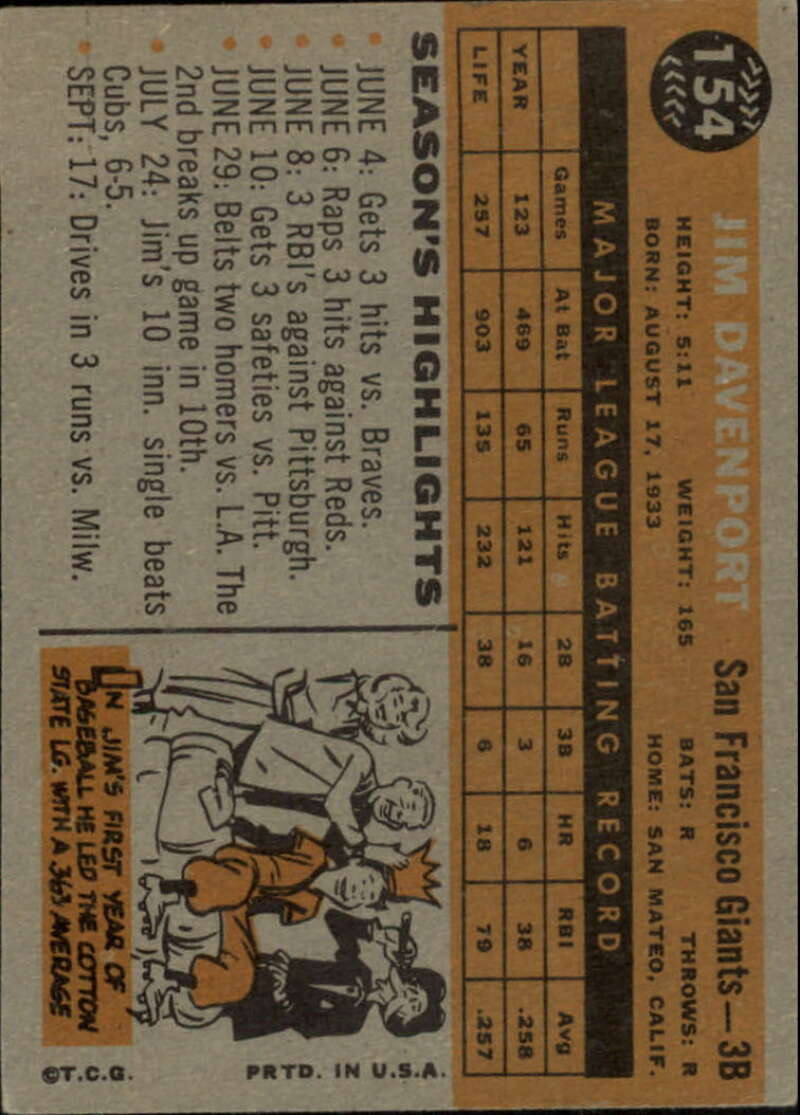 154
JIM DAVENPORT San Francisco Giants—3B
HEIGHT: 5:11 WEIGHT: 165 BATS: R THROWS: R
BORN: AUGUST 17, 1933 HOME: SAN MATEO, CALIF.
MAJOR LEAGUE BATTING RECORD
Games At Bat Runs Hits 2B 3B HR RBI Avg
YEAR 123 469 65 121 16 3 6 38 .258
LIFE 257 903 135 232 38 6 18 79 .257
SEASON'S HIGHLIGHTS
• JUNE 4: Gets 3 hits vs. Braves.
• JUNE 6: Raps 3 hits against Reds.
• JUNE 8: 3 RBI's against Pittsburgh.
• JUNE 10: Gets 3 safeties vs. Pitt.
• JUNE 29: Belts two homers vs. L.A. The
2nd breaks up game in 10th.
• JULY 24: Jim's 10 inn. single beats
Cubs, 6-5.
• SEPT: 17: Drives in 3 runs vs. Milw.
IN JIM'S FIRST YEAR OF
BASEBALL HE LED THE COTTON
STATE LG. WITH A .363 AVERAGE
©T.C.G. PRTD. IN U.S.A.